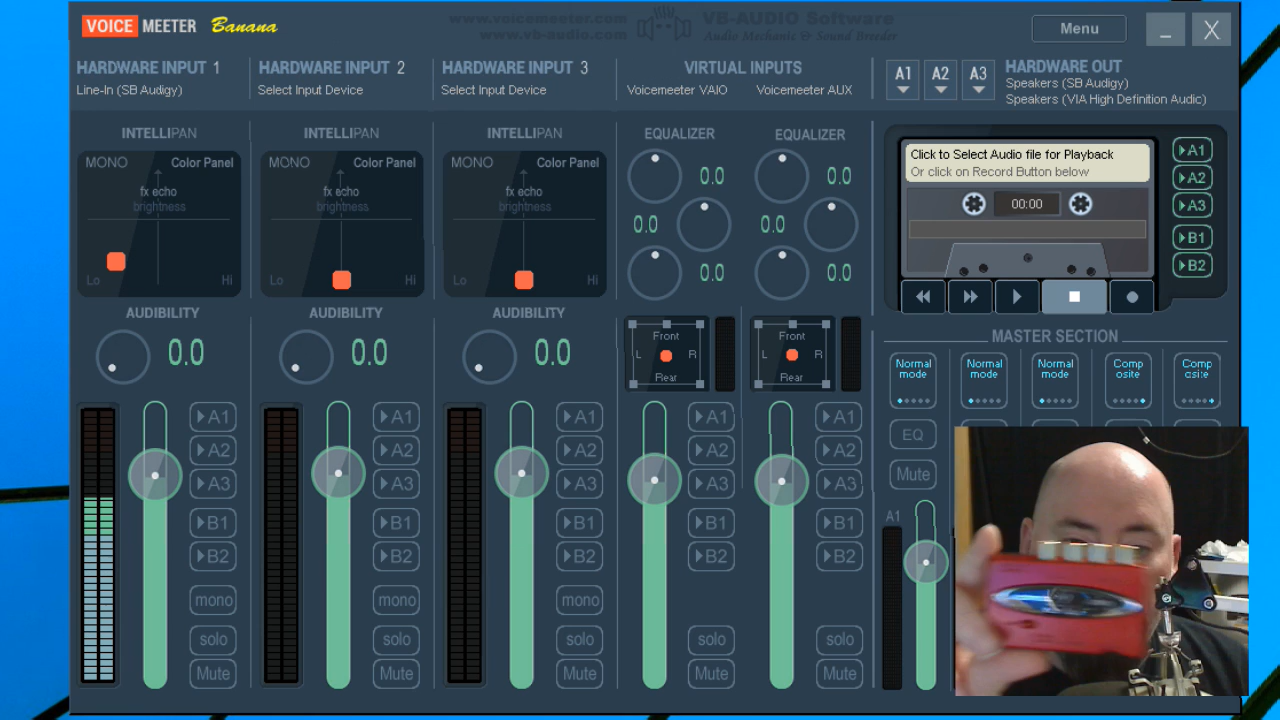 VOICE MEETER Banana
www.voicemeeter.com
www.vb-audio.com
VB-AUDIO Software
Audio Mechanic & Sound Breeder
Menu
_ X
HARDWARE INPUT 1
Line-In (SB Audigy)
HARDWARE INPUT 2
Select Input Device
HARDWARE INPUT 3
Select Input Device
VIRTUAL INPUTS
Voicemeeter VAIO
Voicemeeter AUX
A1 A2 A3
HARDWARE OUT
Speakers (SB Audigy)
Speakers (VIA High Definition Audio)
INTELLIPAN
MONO Color Panel
fx echo
brightness
Lo Hi
INTELLIPAN
MONO Color Panel
fx echo
brightness
Lo Hi
INTELLIPAN
MONO Color Panel
fx echo
brightness
Lo Hi
EQUALIZER
0.0
0.0
0.0
EQUALIZER
0.0
0.0
0.0
Click to Select Audio file for Playback
Or click on Record Button below
00:00
A1
A2
A3
B1
B2
AUDIBILITY
0.0
AUDIBILITY
0.0
AUDIBILITY
0.0
Front
L R
Rear
Front
L R
Rear
MASTER SECTION
Normal mode
Normal mode
Normal mode
Composite
Composite
A1
A2
A3
B1
B2
mono
solo
Mute
A1
A2
A3
B1
B2
mono
solo
Mute
A1
A2
A3
B1
B2
mono
solo
Mute
A1
A2
A3
B1
B2
solo
Mute
A1
A2
A3
B1
B2
solo
Mute
EQ
Mute
A1